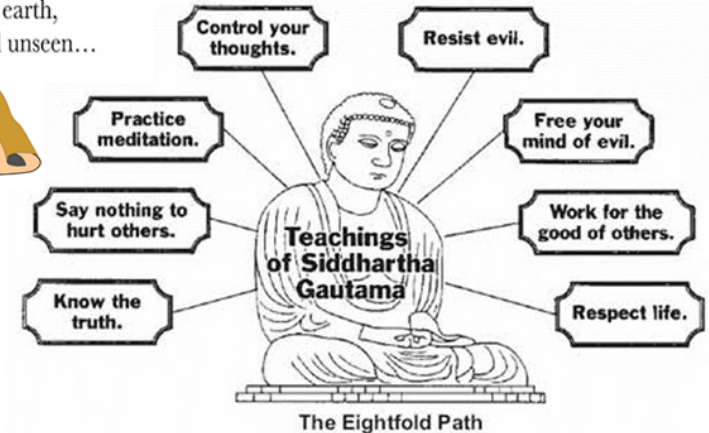 earth,
unseen…
Control your
thoughts.
Resist evil.
Practice
meditation.
Free your
mind of evil.
Say nothing to
hurt others.
Work for the
good of others.
Know the
truth.
Respect life.
Teachings
of Siddhartha
Gautama
The Eightfold Path